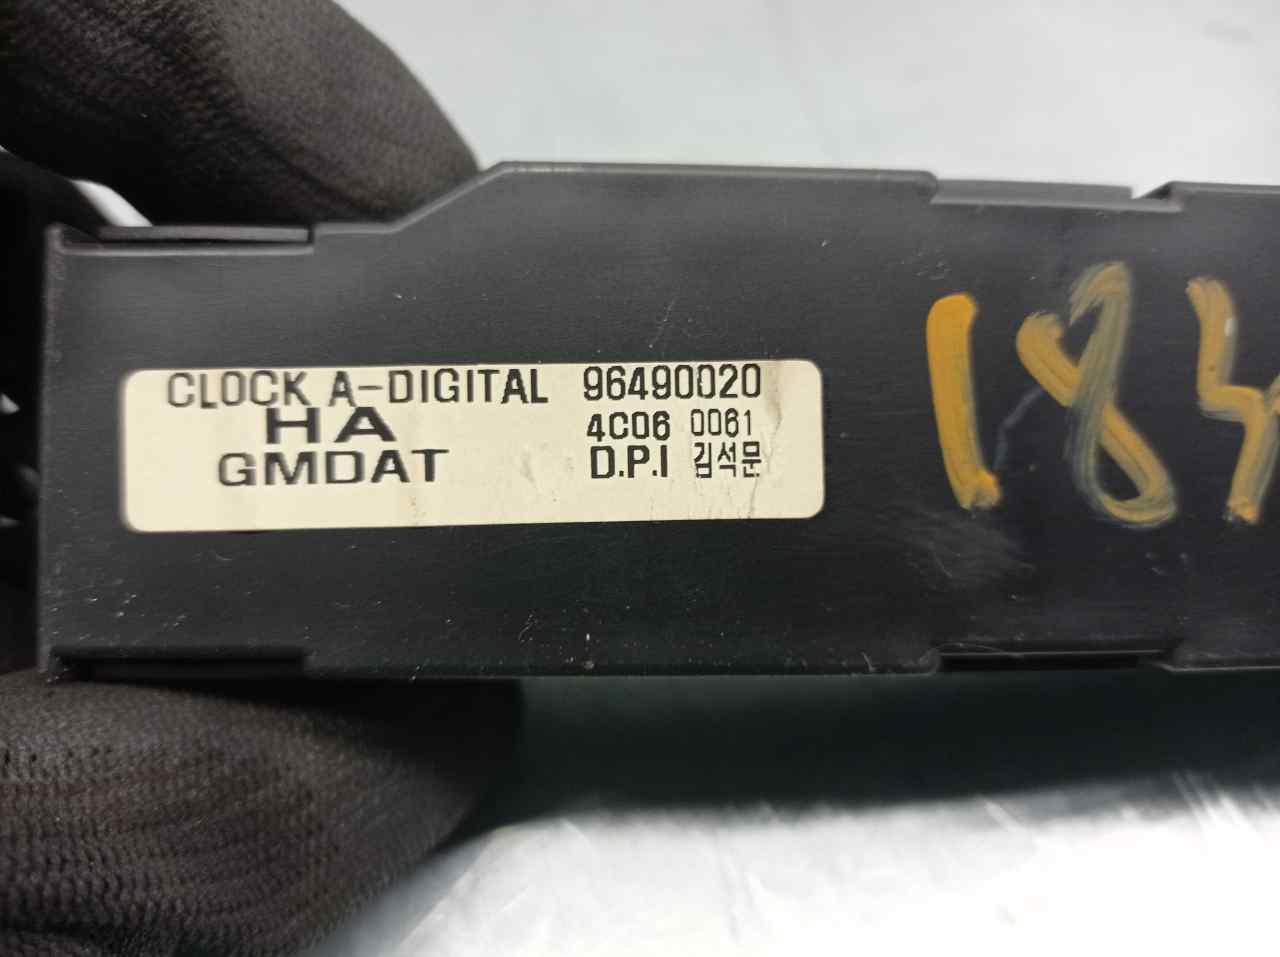 CLOCK A-DIGITAL 96490020
HA 4C06 0061
GMDAT D.P.I 김석문